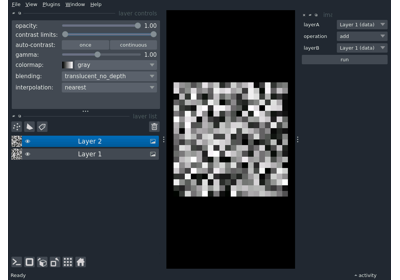 File View Plugins Window Help
layer controls
opacity: 1.00
contrast limits:
auto-contrast: once continuous
gamma: 1.00
colormap: gray
blending: translucent_no_depth
interpolation: nearest
layer list
Layer 2
Layer 1
Ready
layerA Layer 1 (data)
operation add
layerB Layer 1 (data)
run
activity